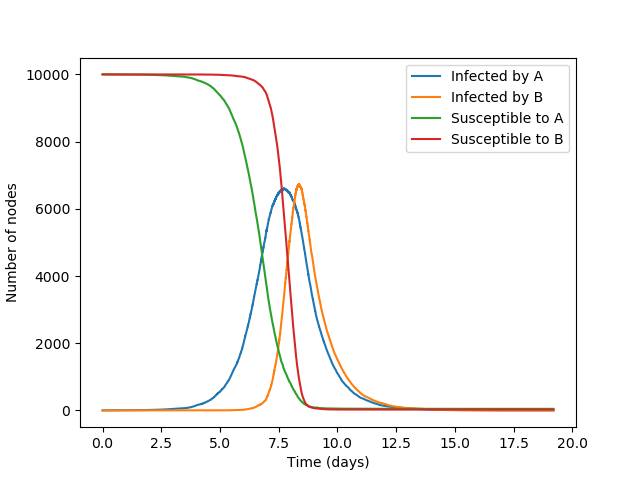 10000
8000
6000
4000
2000
0
Number of nodes
Infected by A
Infected by B
Susceptible to A
Susceptible to B
0.0 2.5 5.0 7.5 10.0 12.5 15.0 17.5 20.0
Time (days)